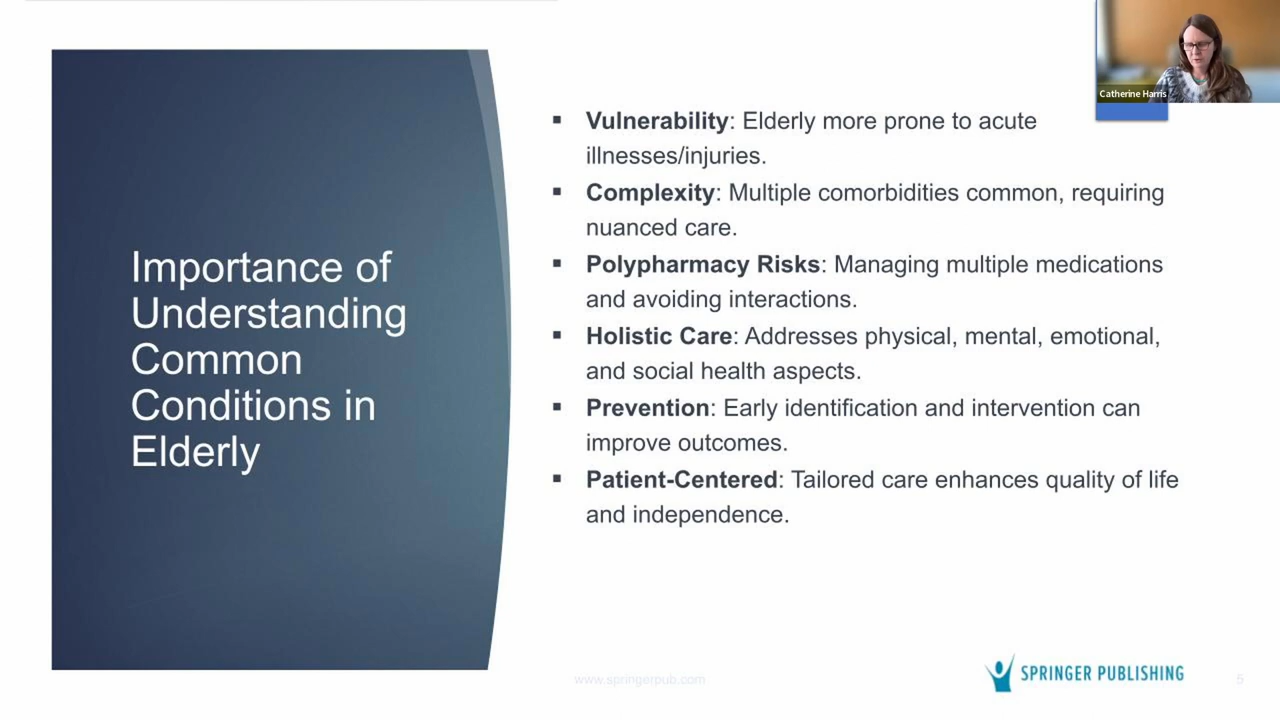 Catherine Harris
Importance of
Understanding
Common
Conditions in
Elderly
▪ Vulnerability: Elderly more prone to acute
illnesses/injuries.
▪ Complexity: Multiple comorbidities common, requiring
nuanced care.
▪ Polypharmacy Risks: Managing multiple medications
and avoiding interactions.
▪ Holistic Care: Addresses physical, mental, emotional,
and social health aspects.
▪ Prevention: Early identification and intervention can
improve outcomes.
▪ Patient-Centered: Tailored care enhances quality of life
and independence.
www.springerpub.com
SPRINGER PUBLISHING
5